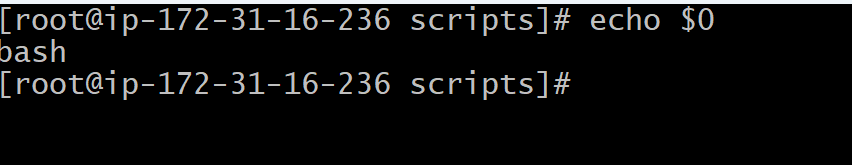 [root@ip-172-31-16-236 scripts]# echo $0
bash
[root@ip-172-31-16-236 scripts]#